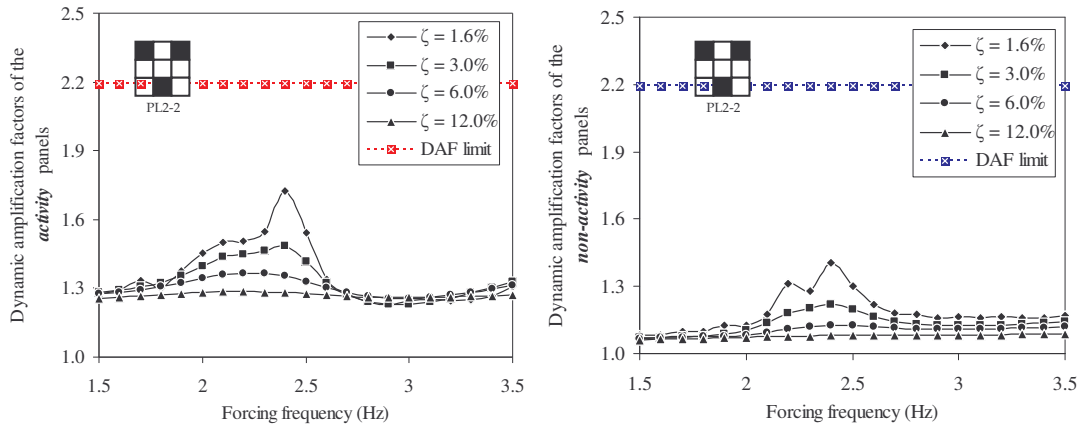 Dynamic amplification factors of the
activity panels
2.5
2.2
1.9
1.6
1.3
1.0
PL2-2
ζ = 1.6%
ζ = 3.0%
ζ = 6.0%
ζ = 12.0%
DAF limit
1.5 2 2.5 3 3.5
Forcing frequency (Hz)
Dynamic amplification factors of the
non-activity panels
2.5
2.2
1.9
1.6
1.3
1.0
PL2-2
ζ = 1.6%
ζ = 3.0%
ζ = 6.0%
ζ = 12.0%
DAF limit
1.5 2 2.5 3 3.5
Forcing frequency (Hz)